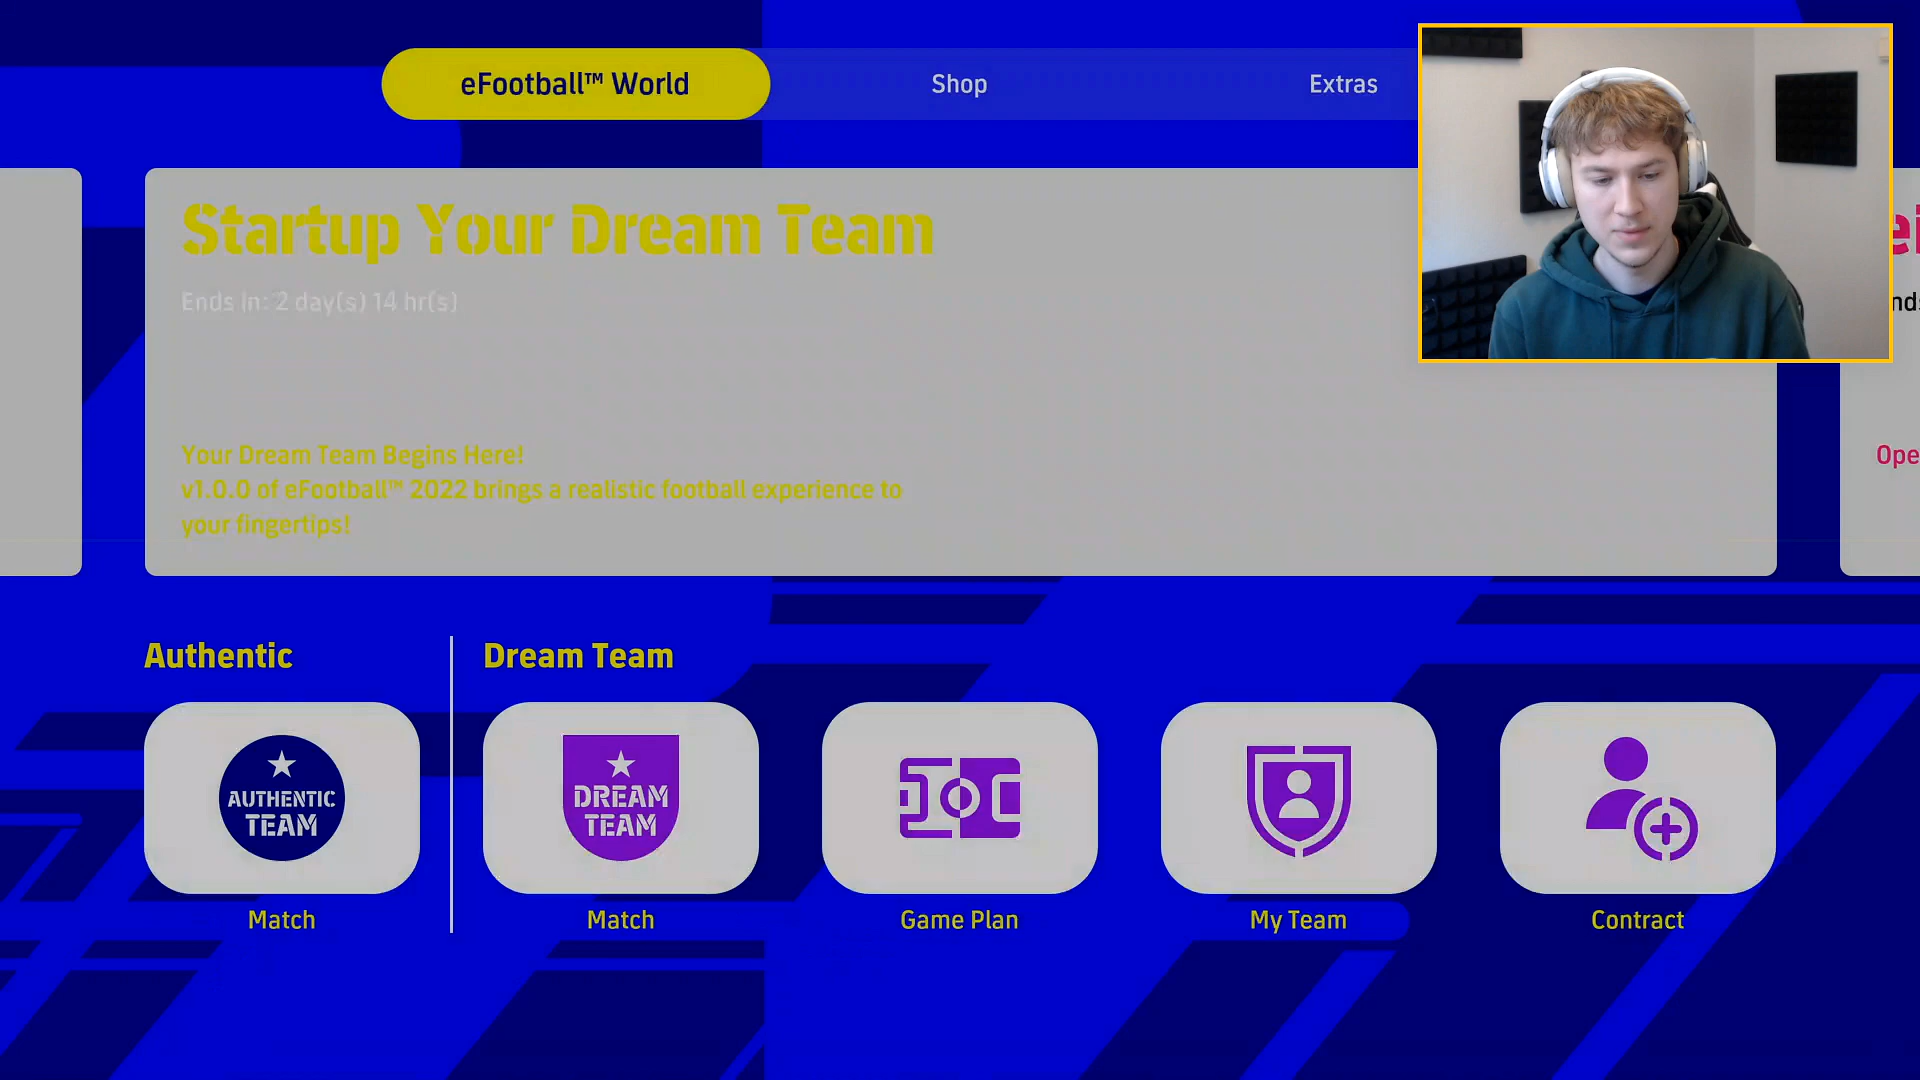 eFootball™ World
Shop
Extras
Startup Your Dream Team
Ends in: 2 day(s) 14 hr(s)
Your Dream Team Begins Here!
v1.0.0 of eFootball™ 2022 brings a realistic football experience to
your fingertips!
Authentic
Dream Team
AUTHENTIC
TEAM
DREAM
TEAM
Match
Match
Game Plan
My Team
Contract